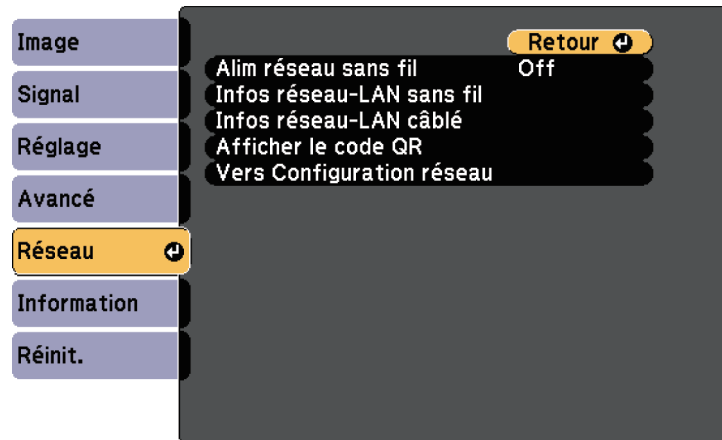 Image
Signal
Réglage
Avancé
Réseau
Information
Réinit.
Retour
Alim réseau sans fil Off
Infos réseau-LAN sans fil
Infos réseau-LAN câblé
Afficher le code QR
Vers Configuration réseau